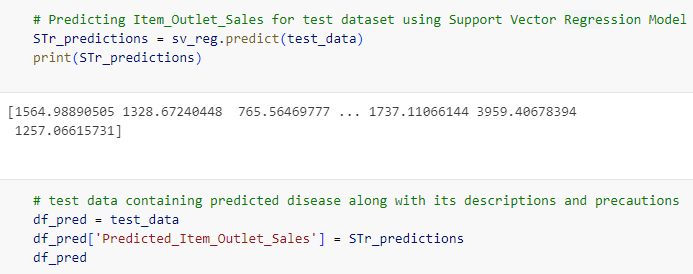 # Predicting Item_Outlet_Sales for test dataset using Support Vector Regression Model
STr_predictions = sv_reg.predict(test_data)
print(STr_predictions)
[1564.98890505 1328.67240448  765.56469777 ... 1737.11066144 3959.40678394
 1257.06615731]
# test data containing predicted disease along with its descriptions and precautions
df_pred = test_data
df_pred['Predicted_Item_Outlet_Sales'] = STr_predictions
df_pred